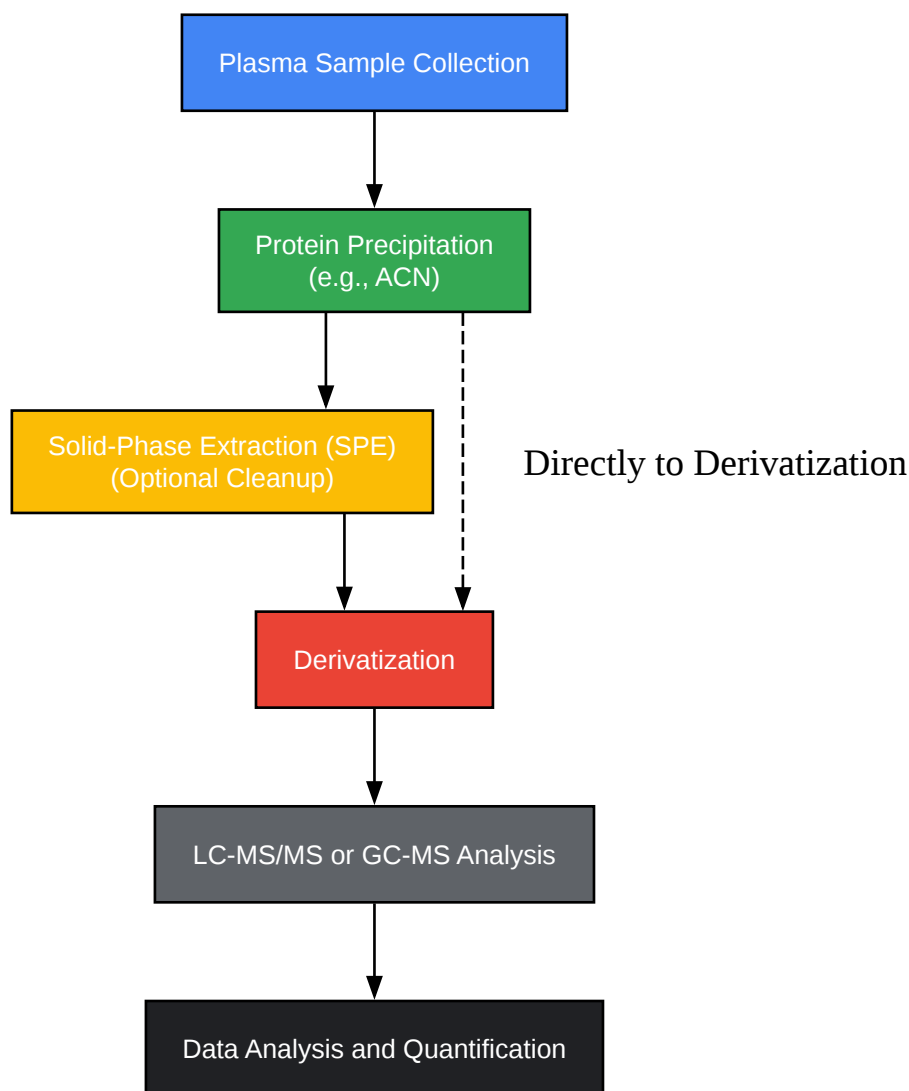 Plasma Sample Collection
Protein Precipitation
(e.g., ACN)
Solid-Phase Extraction (SPE)
(Optional Cleanup)
Directly to Derivatization
Derivatization
LC-MS/MS or GC-MS Analysis
Data Analysis and Quantification